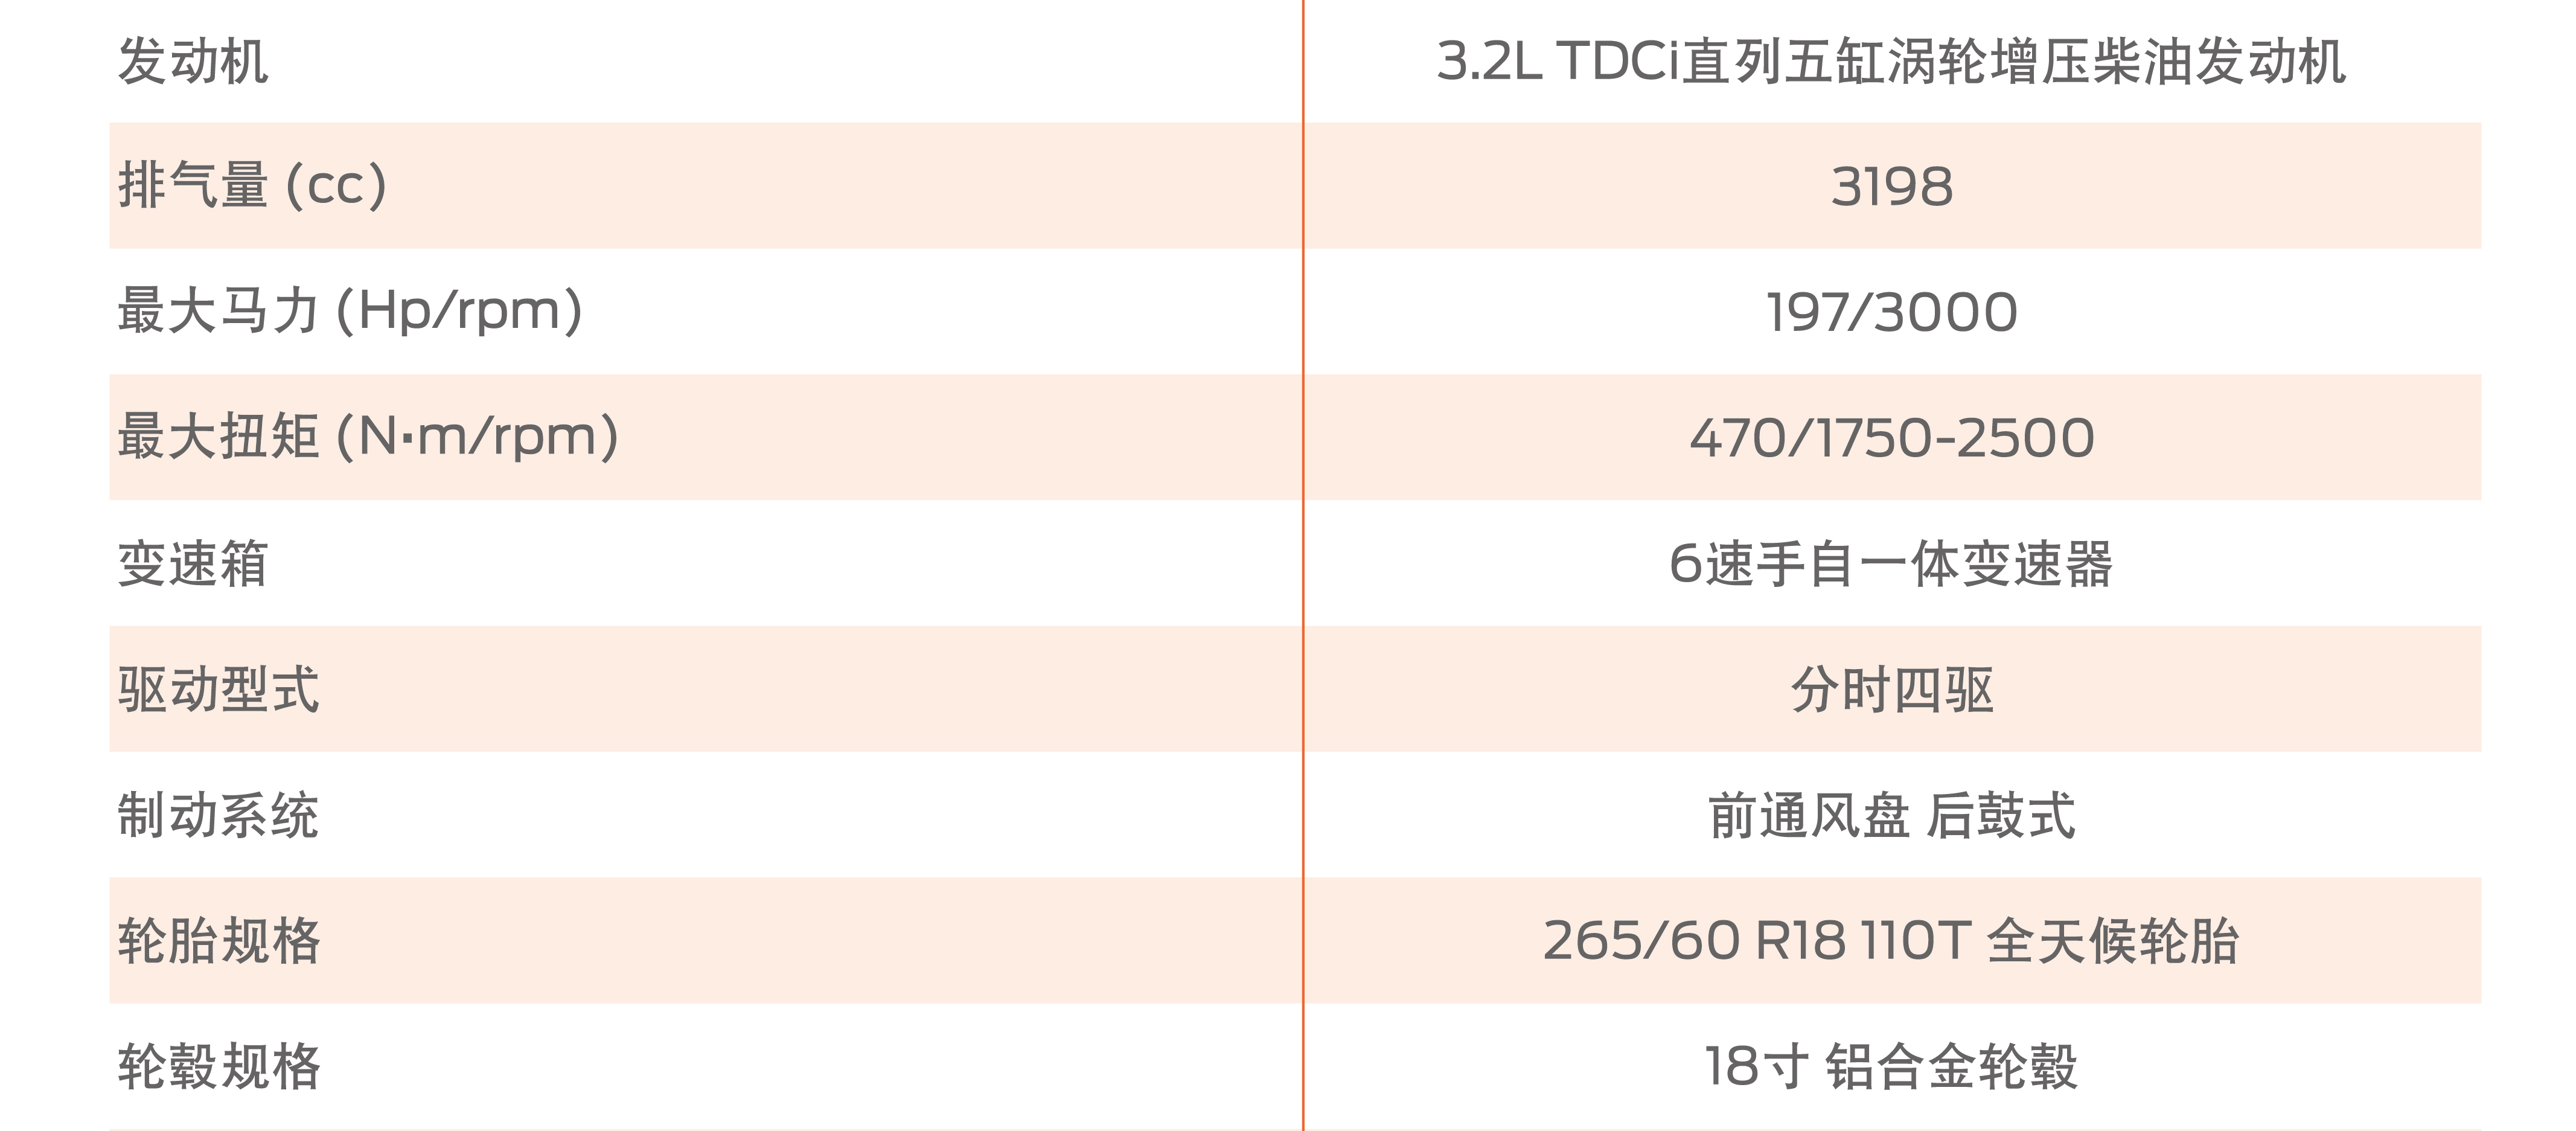 发动机 3.2L TDCi直列五缸涡轮增压柴油发动机
排气量 (cc) 3198
最大马力 (Hp/rpm) 197/3000
最大扭矩 (N·m/rpm) 470/1750-2500
变速箱 6速手自一体变速器
驱动型式 分时四驱
制动系统 前通风盘 后鼓式
轮胎规格 265/60 R18 110T 全天候轮胎
轮毂规格 18寸 铝合金轮毂